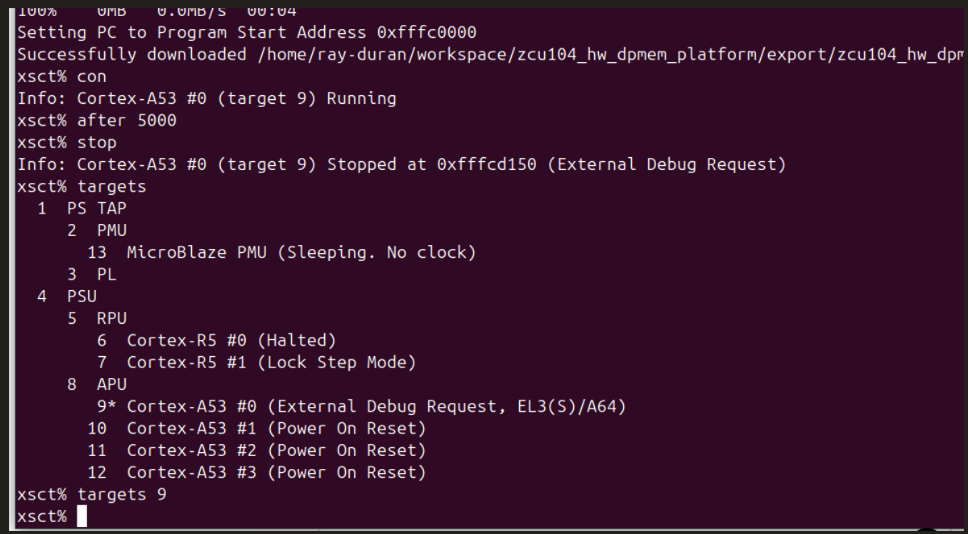 100%    0MB    0.0MB/s  00:04
Setting PC to Program Start Address 0xfffc0000
Successfully downloaded /home/ray-duran/workspace/zcu104_hw_dpmem_platform/export/zcu104_hw_dpm
xsct% con
Info: Cortex-A53 #0 (target 9) Running
xsct% after 5000
xsct% stop
Info: Cortex-A53 #0 (target 9) Stopped at 0xfffcd150 (External Debug Request)
xsct% targets
  1  PS TAP
     2  PMU
       13  MicroBlaze PMU (Sleeping. No clock)
     3  PL
  4  PSU
     5  RPU
        6  Cortex-R5 #0 (Halted)
        7  Cortex-R5 #1 (Lock Step Mode)
     8  APU
        9* Cortex-A53 #0 (External Debug Request, EL3(S)/A64)
       10  Cortex-A53 #1 (Power On Reset)
       11  Cortex-A53 #2 (Power On Reset)
       12  Cortex-A53 #3 (Power On Reset)
xsct% targets 9
xsct%